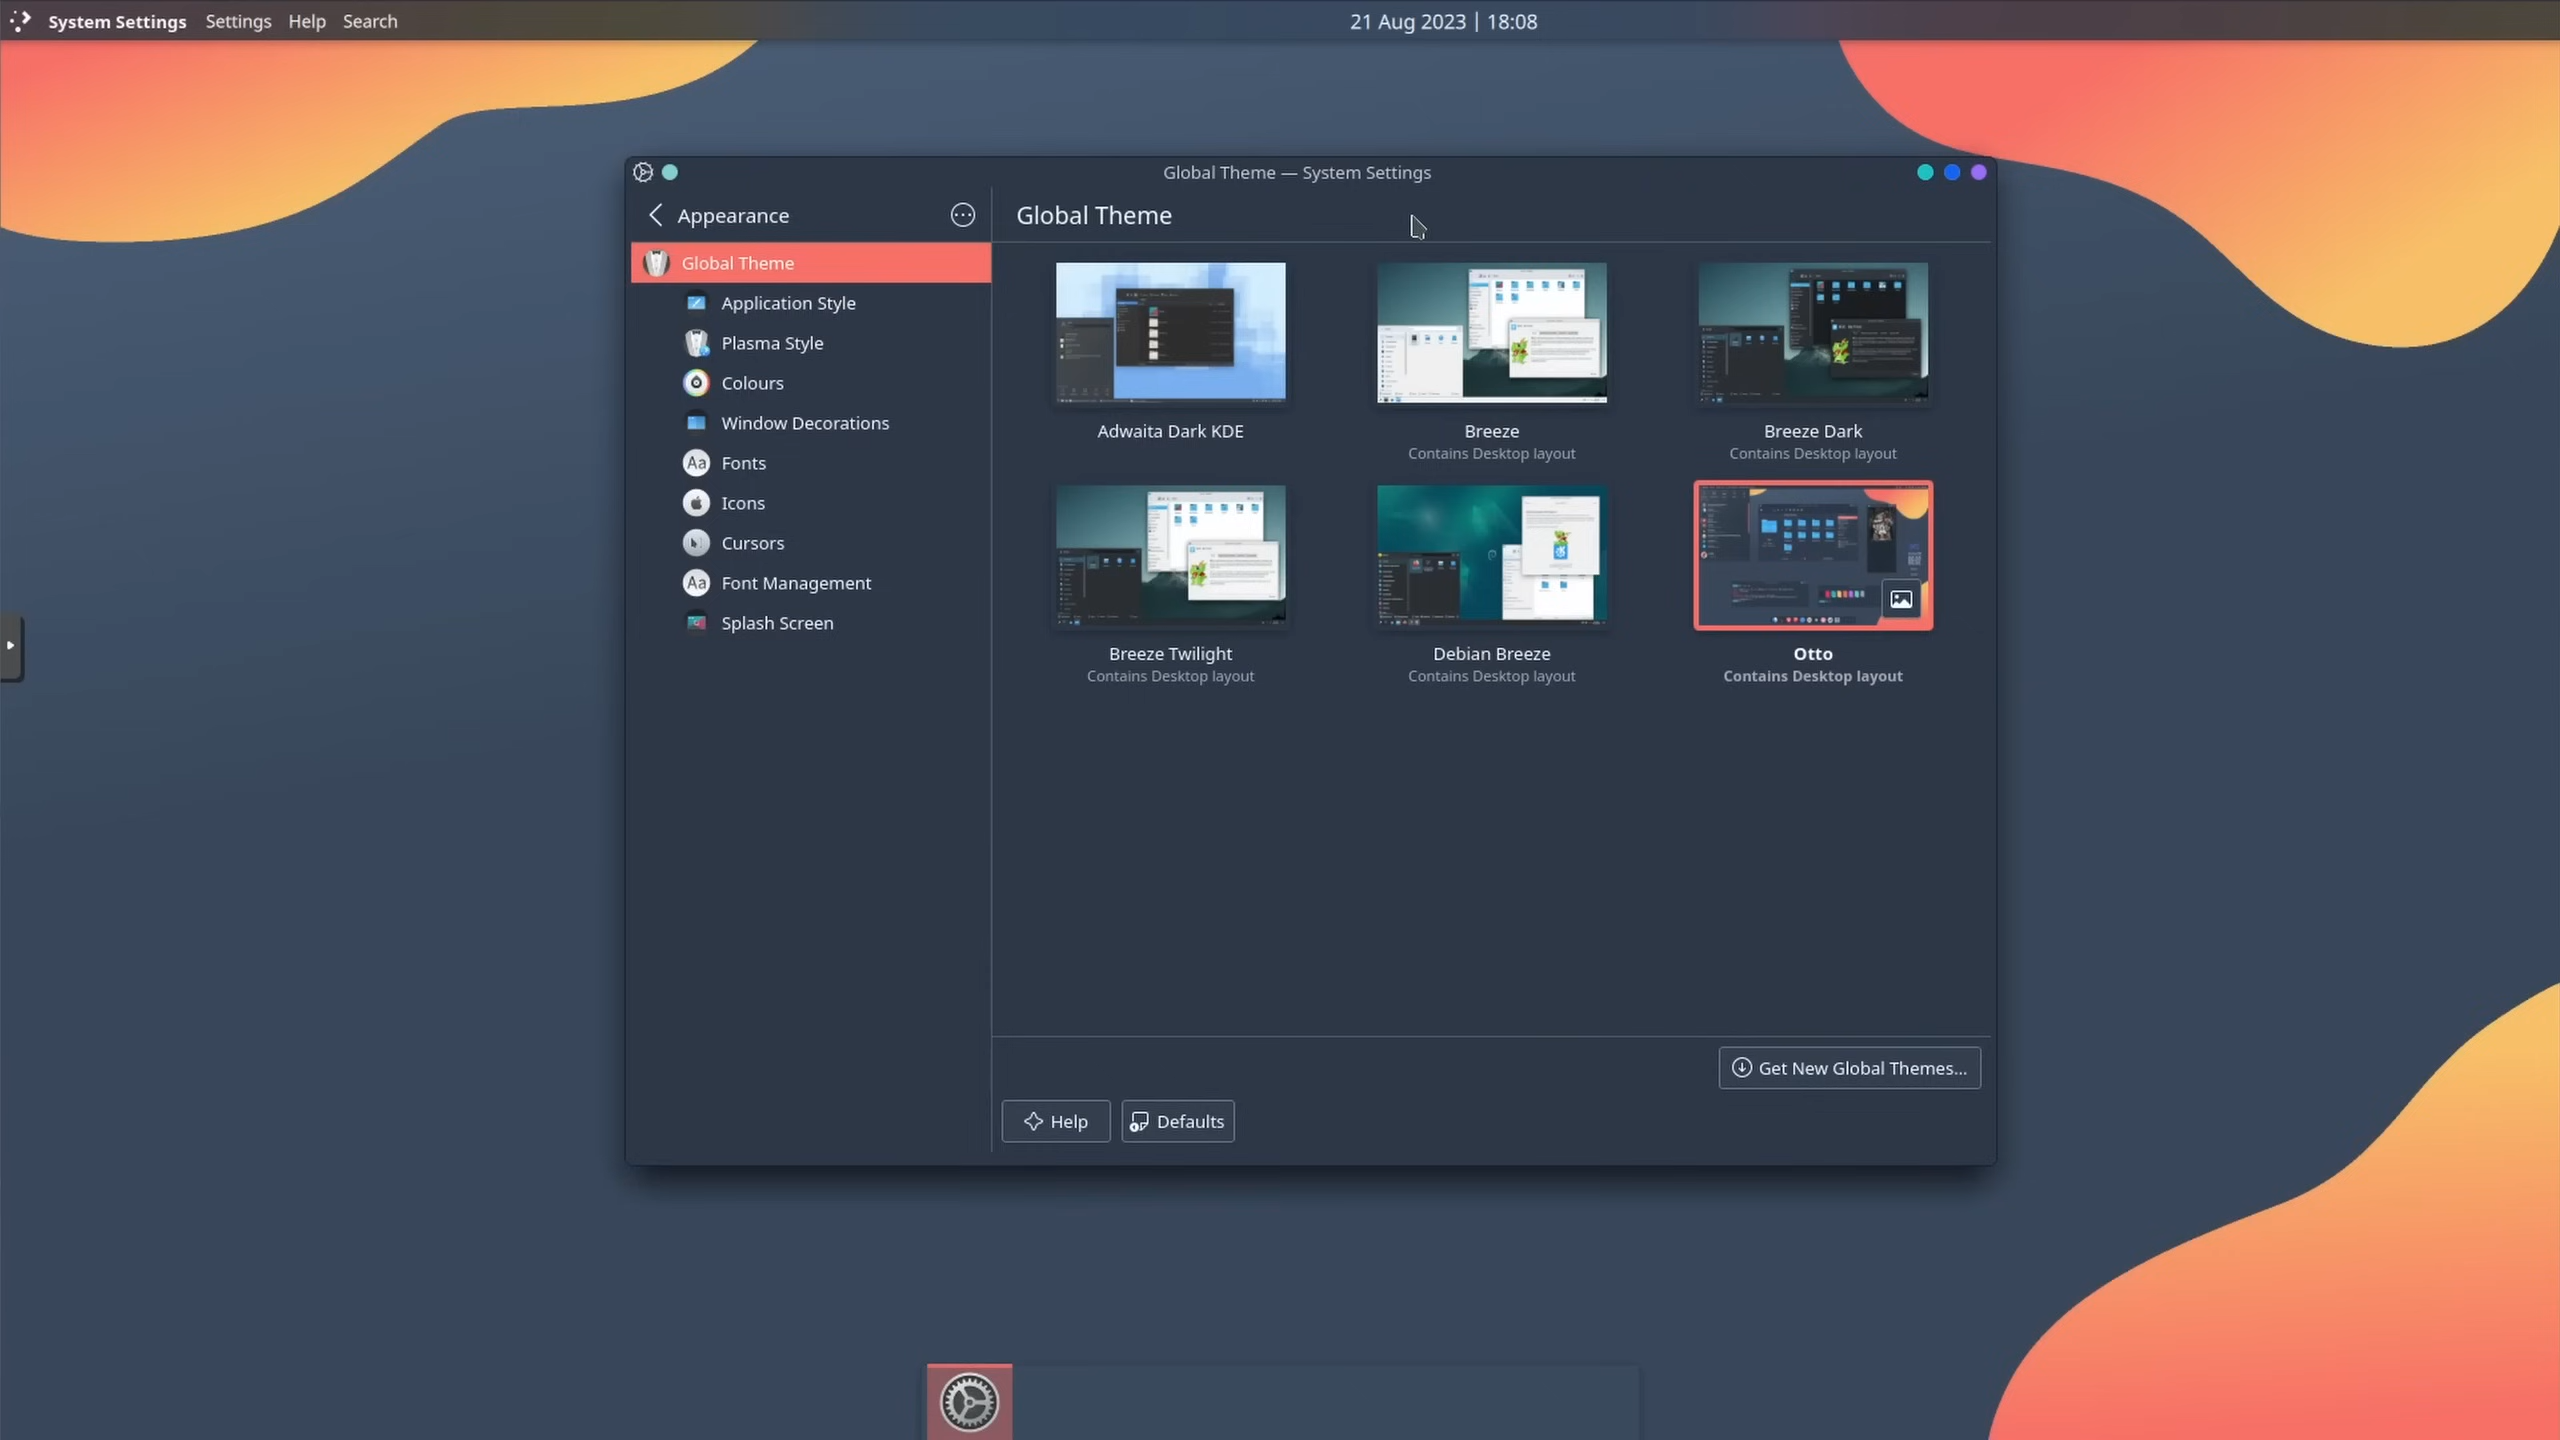 System Settings Settings Help Search 21 Aug 2023 | 18:08
Global Theme — System Settings
Appearance
Global Theme
Global Theme
Application Style
Plasma Style
Colours
Window Decorations
Aa Fonts
Icons
Cursors
Aa Font Management
Splash Screen
Adwaita Dark KDE
Breeze
Contains Desktop layout
Breeze Dark
Contains Desktop layout
Breeze Twilight
Contains Desktop layout
Debian Breeze
Contains Desktop layout
Otto
Contains Desktop layout
Get New Global Themes...
Help
Defaults